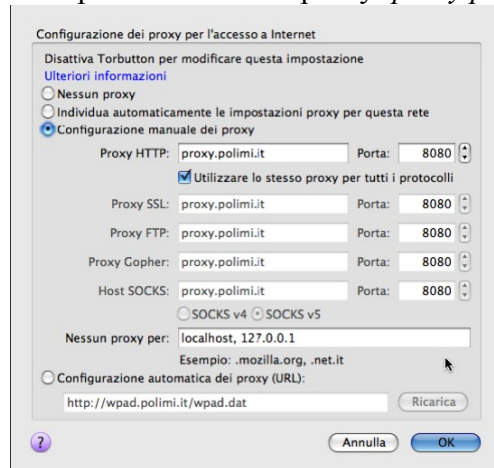 Configurazione dei proxy per l'accesso a Internet
Disattiva Torbutton per modificare questa impostazione
Ulteriori informazioni
Nessun proxy
Individua automaticamente le impostazioni proxy per questa rete
Configurazione manuale dei proxy
Proxy HTTP: proxy.polimi.it Porta: 8080
Utilizzare lo stesso proxy per tutti i protocolli
Proxy SSL: proxy.polimi.it Porta: 8080
Proxy FTP: proxy.polimi.it Porta: 8080
Proxy Gopher: proxy.polimi.it Porta: 8080
Host SOCKS: proxy.polimi.it Porta: 8080
SOCKS v4 SOCKS v5
Nessun proxy per: localhost, 127.0.0.1
Esempio: .mozilla.org, .net.it
Configurazione automatica dei proxy (URL):
http://wpad.polimi.it/wpad.dat Ricarica
? Annulla OK